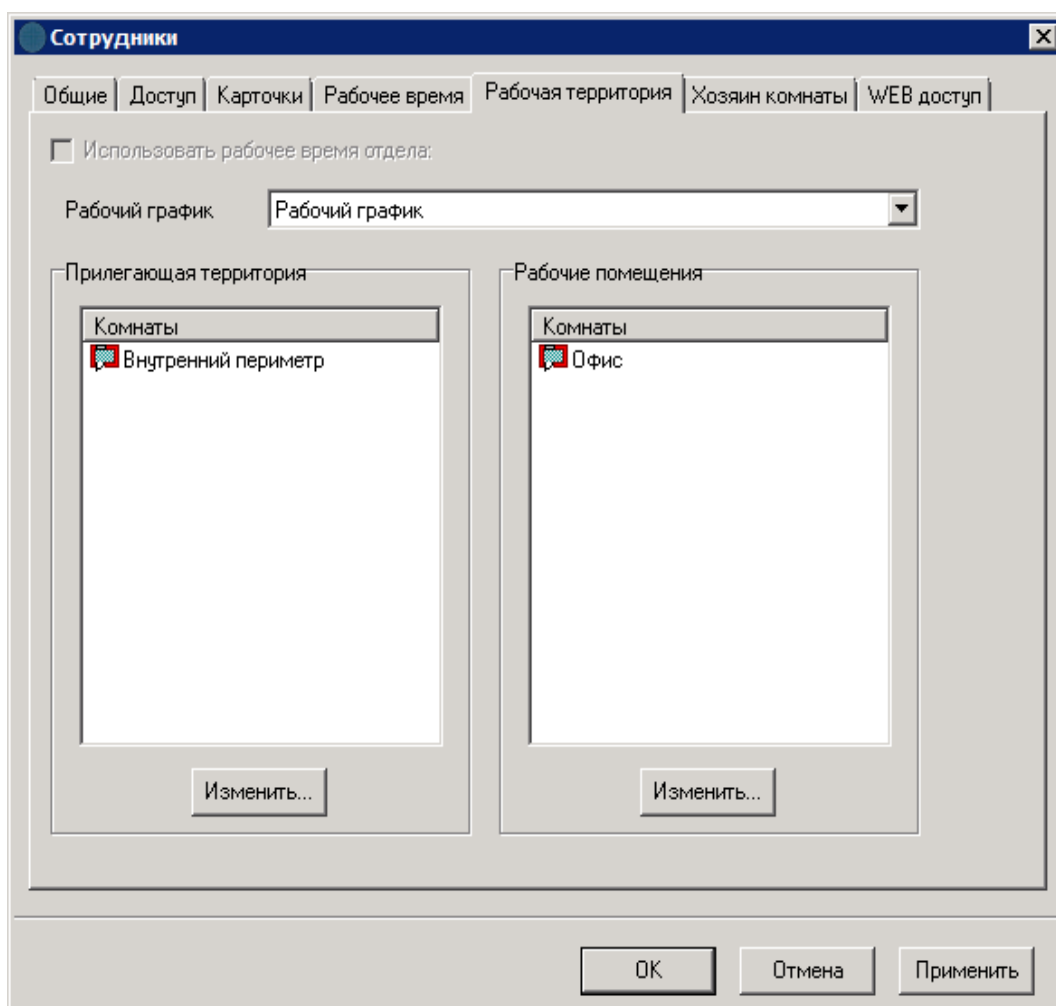 Сотрудники
Общие Доступ Карточки Рабочее время Рабочая территория Хозяин комнаты WEB доступ
Использовать рабочее время отдела:
Рабочий график Рабочий график
Прилегающая территория Рабочие помещения
Комнаты Комнаты
Внутренний периметр Офис
Изменить... Изменить...
OK Отмена Применить